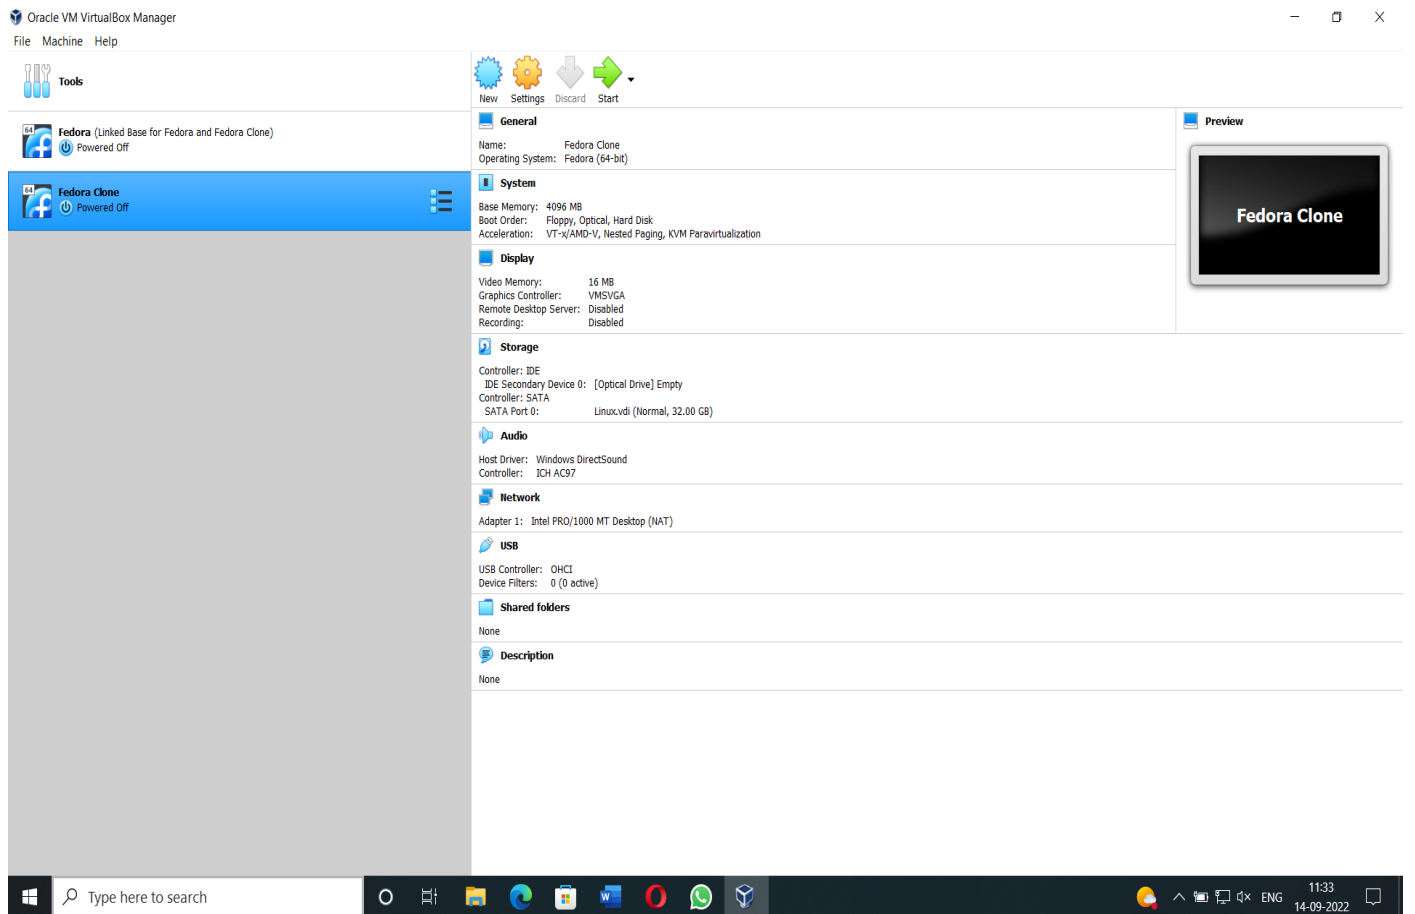 Oracle VM VirtualBox Manager
File Machine Help
Tools
New Settings Discard Start
64
Fedora (Linked Base for Fedora and Fedora Clone)
Powered Off
64
Fedora Clone
Powered Off
General
Name: Fedora Clone
Operating System: Fedora (64-bit)
System
Base Memory: 4096 MB
Boot Order: Floppy, Optical, Hard Disk
Acceleration: VT-x/AMD-V, Nested Paging, KVM Paravirtualization
Display
Video Memory: 16 MB
Graphics Controller: VMSVGA
Remote Desktop Server: Disabled
Recording: Disabled
Storage
Controller: IDE
IDE Secondary Device 0: [Optical Drive] Empty
Controller: SATA
SATA Port 0: Linux.vdi (Normal, 32.00 GB)
Audio
Host Driver: Windows DirectSound
Controller: ICH AC97
Network
Adapter 1: Intel PRO/1000 MT Desktop (NAT)
USB
USB Controller: OHCI
Device Filters: 0 (0 active)
Shared folders
None
Description
None
Preview
Fedora Clone
Type here to search
ENG
11:33
14-09-2022